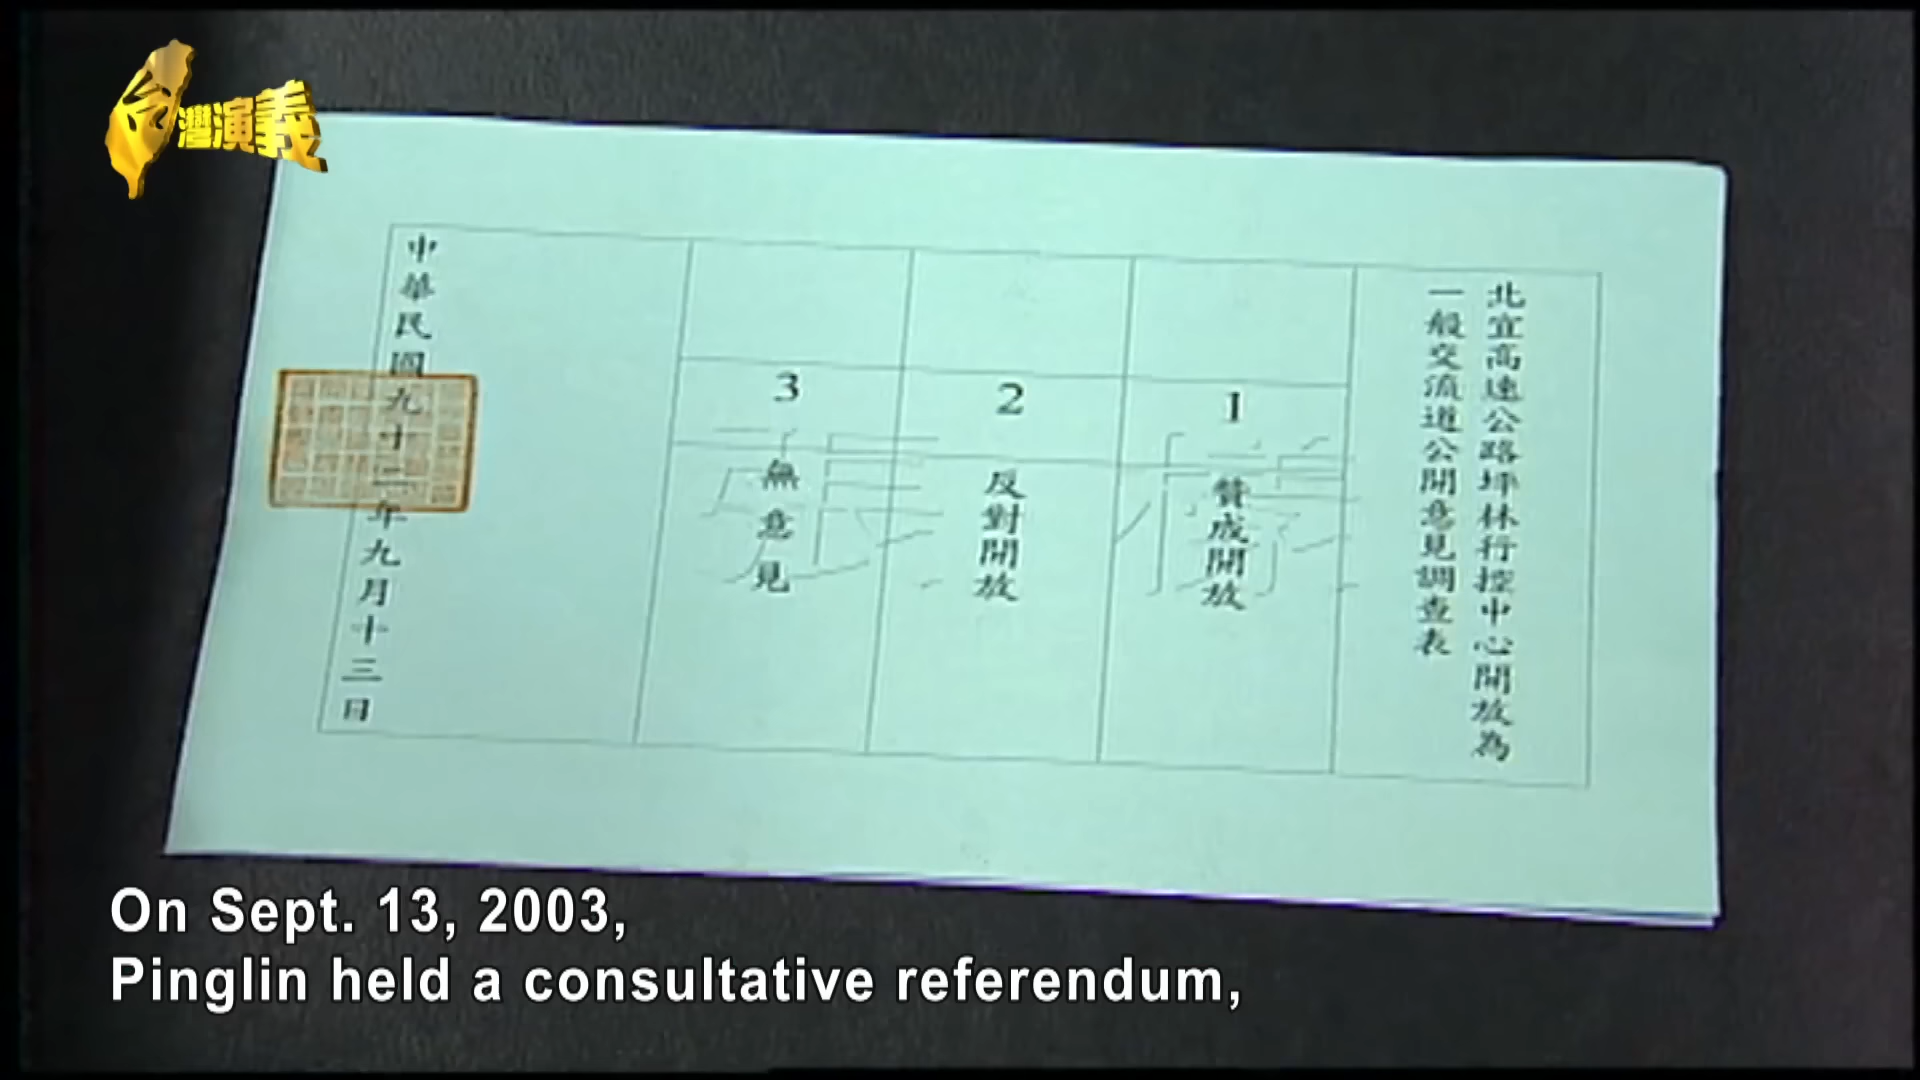 台灣演義
北宜高速公路坪林行控中心開放為
一般交流道公開意見調查表
1
贊成開放
2
反對開放
3
無意見
中華民國九十二年九月十三日
On Sept. 13, 2003,
Pinglin held a consultative referendum,